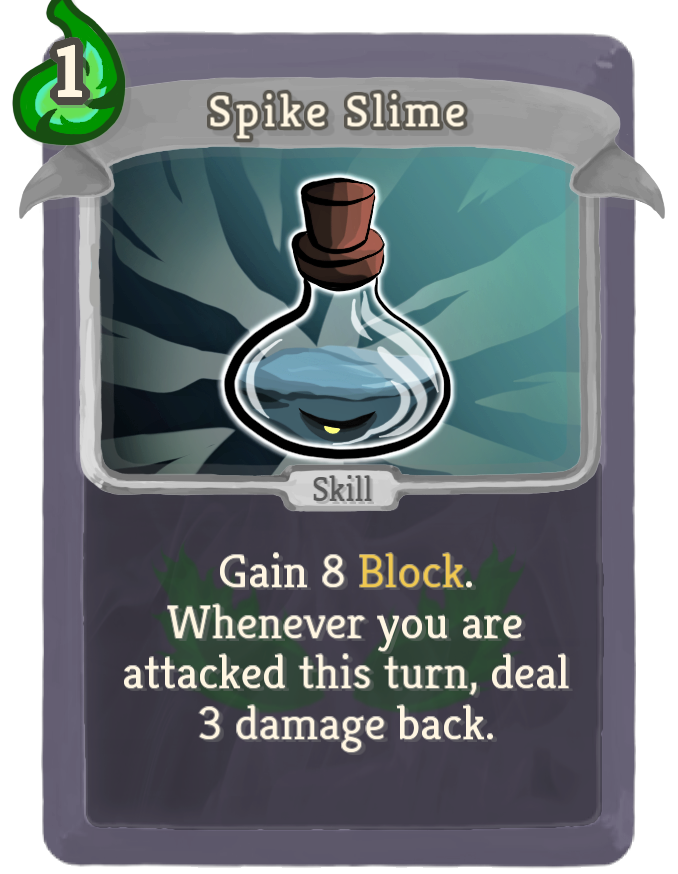 1
Spike Slime
Skill
Gain 8 Block.
Whenever you are
attacked this turn, deal
3 damage back.